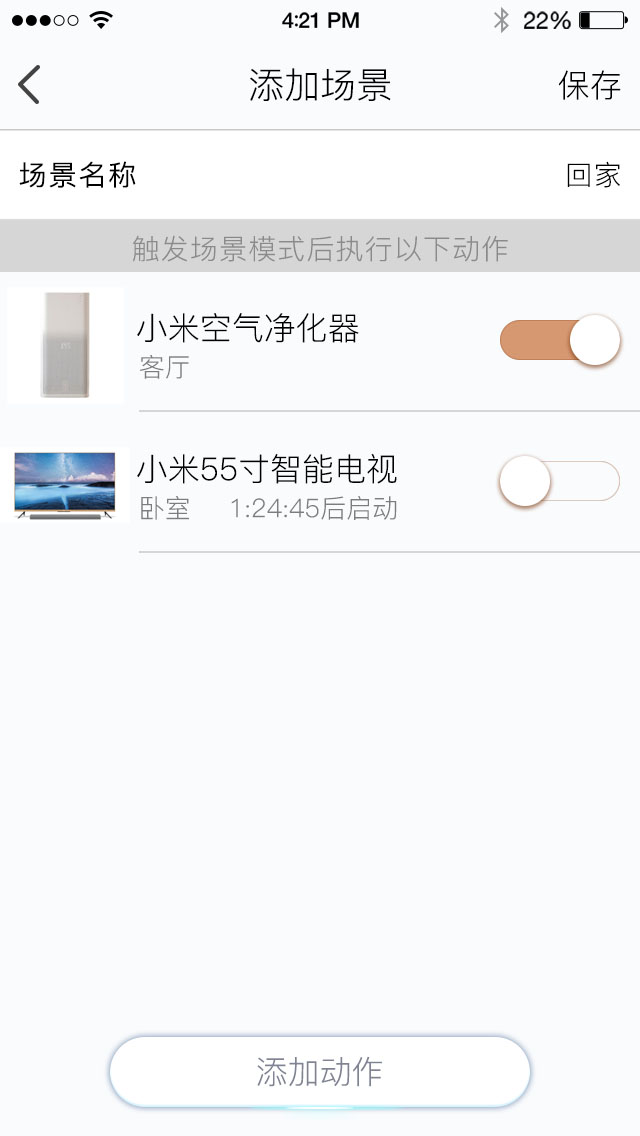 4:21 PM 22%
添加场景 保存
场景名称 回家
触发场景模式后执行以下动作
小米空气净化器
客厅
小米55寸智能电视
卧室 1:24:45后启动
添加动作